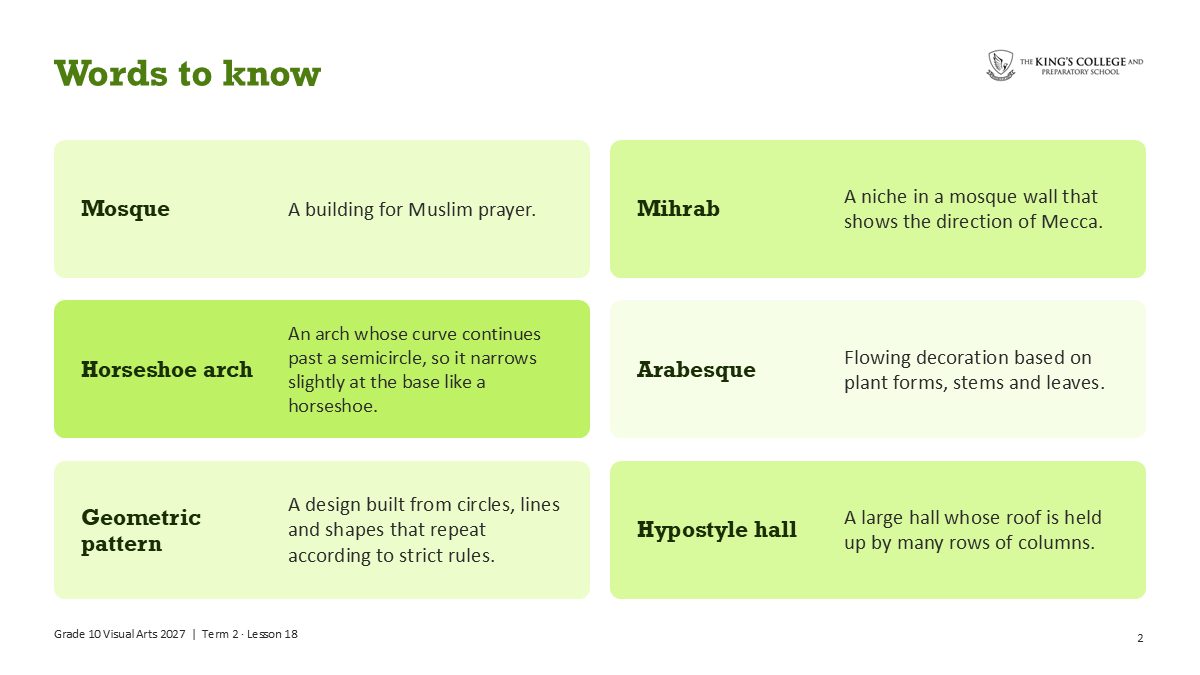 Words to know
THE KING'S COLLEGE AND
PREPARATORY SCHOOL
Mosque
A building for Muslim prayer.
Mihrab
A niche in a mosque wall that
shows the direction of Mecca.
Horseshoe arch
An arch whose curve continues
past a semicircle, so it narrows
slightly at the base like a
horseshoe.
Arabesque
Flowing decoration based on
plant forms, stems and leaves.
Geometric
pattern
A design built from circles, lines
and shapes that repeat
according to strict rules.
Hypostyle hall
A large hall whose roof is held
up by many rows of columns.
Grade 10 Visual Arts 2027 | Term 2 · Lesson 18
2